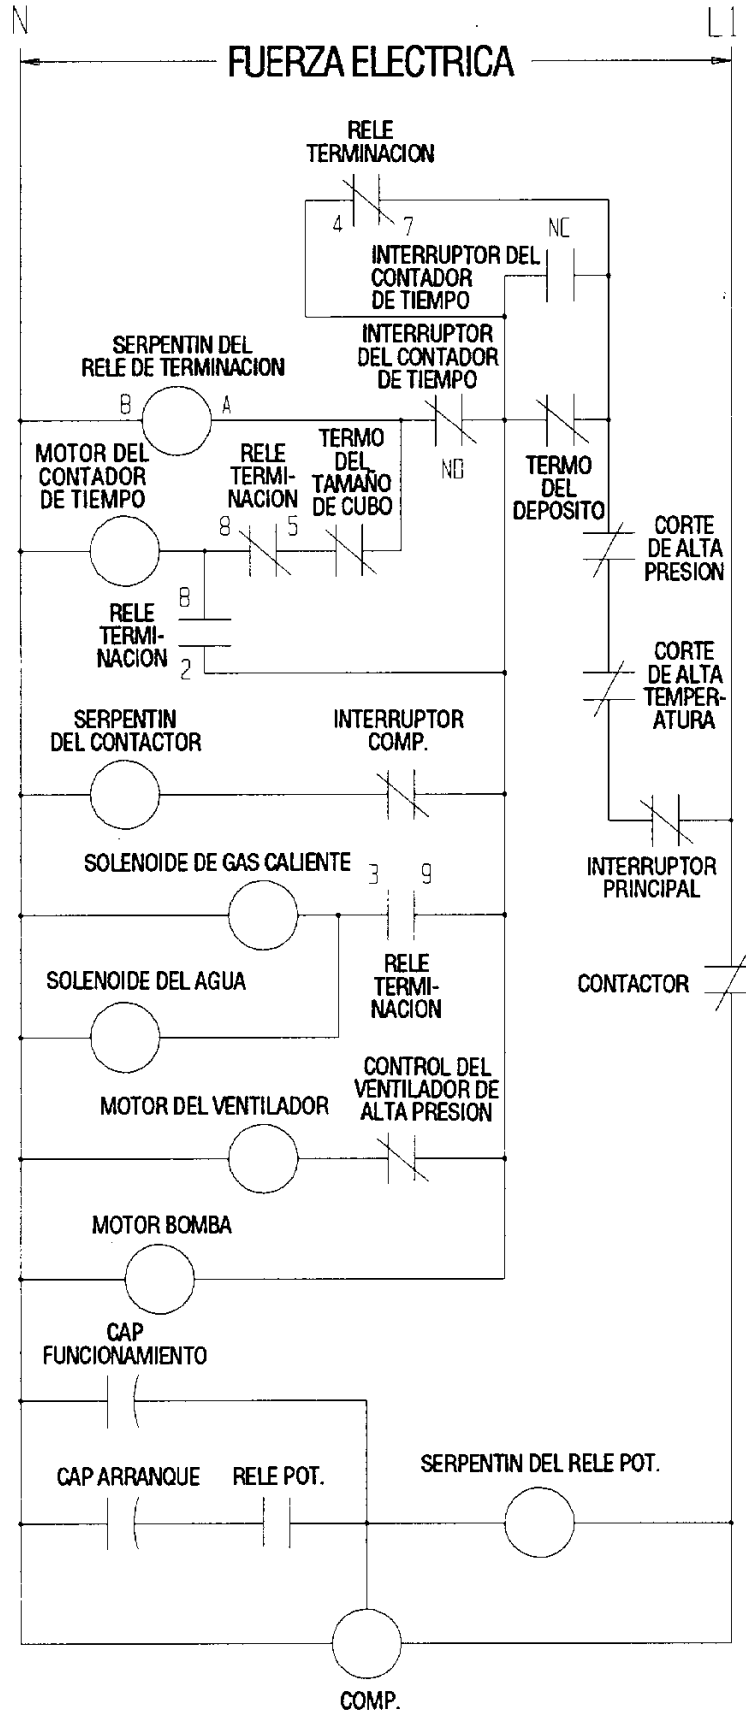 N
L1
FUERZA ELECTRICA
RELE
TERMINACION
4
7
NC
INTERRUPTOR DEL
CONTADOR
DE TIEMPO
INTERRUPTOR
DEL CONTADOR
DE TIEMPO
SERPENTIN DEL
RELE DE TERMINACION
B
A
NO
MOTOR DEL
CONTADOR
DE TIEMPO
RELE
TERMI-
NACION
8
5
TERMO
DEL
TAMAÑO
DE CUBO
TERMO
DEL
DEPOSITO
CORTE
DE ALTA
PRESION
RELE
TERMI-
NACION
8
2
CORTE
DE ALTA
TEMPER-
ATURA
SERPENTIN
DEL CONTACTOR
INTERRUPTOR
COMP.
INTERRUPTOR
PRINCIPAL
SOLENOIDE DE GAS CALIENTE
3
9
RELE
TERMI-
NACION
CONTACTOR
SOLENOIDE DEL AGUA
CONTROL DEL
VENTILADOR DE
ALTA PRESION
MOTOR DEL VENTILADOR
MOTOR BOMBA
CAP
FUNCIONAMIENTO
CAP ARRANQUE
RELE POT.
SERPENTIN DEL RELE POT.
COMP.